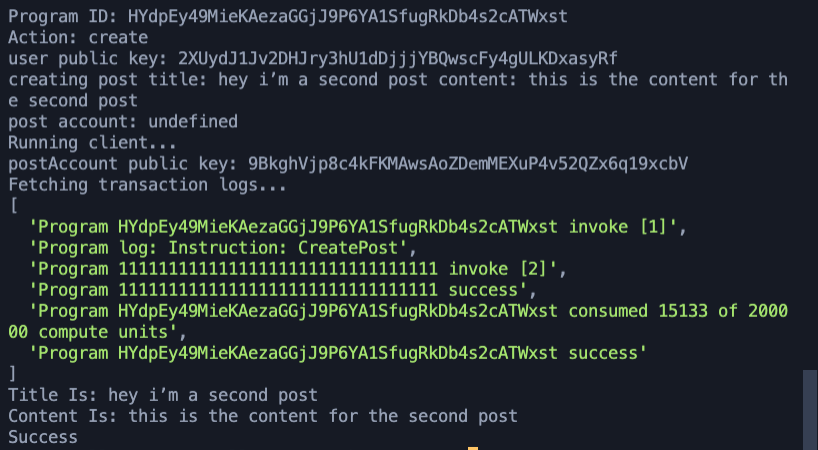 Program ID: HYdpEy49MieKAezaGGjJ9P6YA1SfugRkDb4s2cATWxst
Action: create
user public key: 2XUydJ1Jv2DHJry3hU1dDjjjYBQwscFy4gULKDxasyRf
creating post title: hey i’m a second post content: this is the content for th
e second post
post account: undefined
Running client...
postAccount public key: 9BkghVjp8c4kFKMAwsAoZDemMEXuP4v52QZx6q19xcbV
Fetching transaction logs...
[
  'Program HYdpEy49MieKAezaGGjJ9P6YA1SfugRkDb4s2cATWxst invoke [1]',
  'Program log: Instruction: CreatePost',
  'Program 11111111111111111111111111111111 invoke [2]',
  'Program 11111111111111111111111111111111 success',
  'Program HYdpEy49MieKAezaGGjJ9P6YA1SfugRkDb4s2cATWxst consumed 15133 of 2000
00 compute units',
  'Program HYdpEy49MieKAezaGGjJ9P6YA1SfugRkDb4s2cATWxst success'
]
Title Is: hey i’m a second post
Content Is: this is the content for the second post
Success